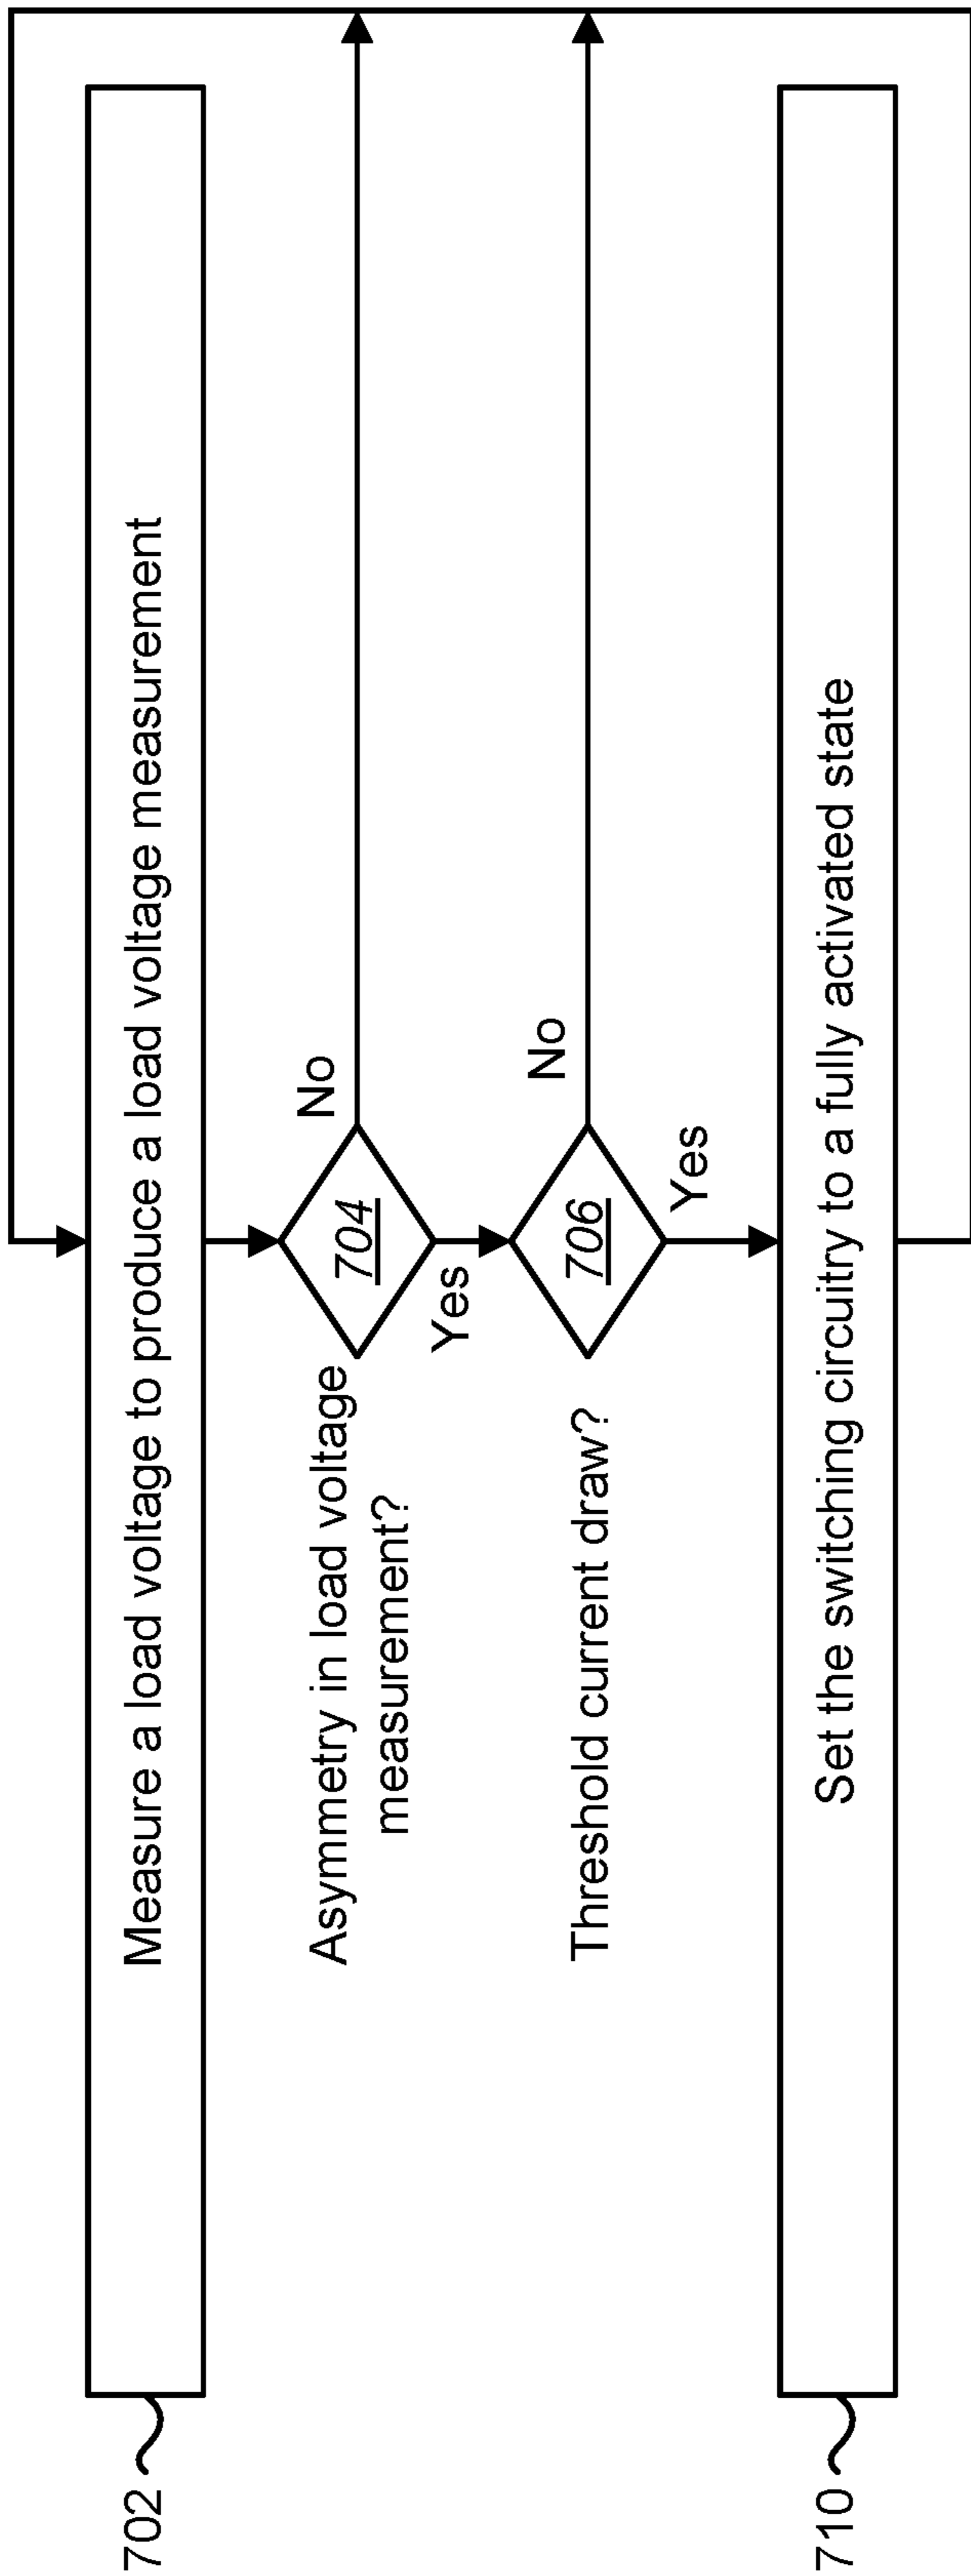 702
Measure a load voltage to produce a load voltage measurement
Asymmetry in load voltage
measurement?
704
No
Yes
Threshold current draw?
706
No
Yes
710
Set the switching circuitry to a fully activated state